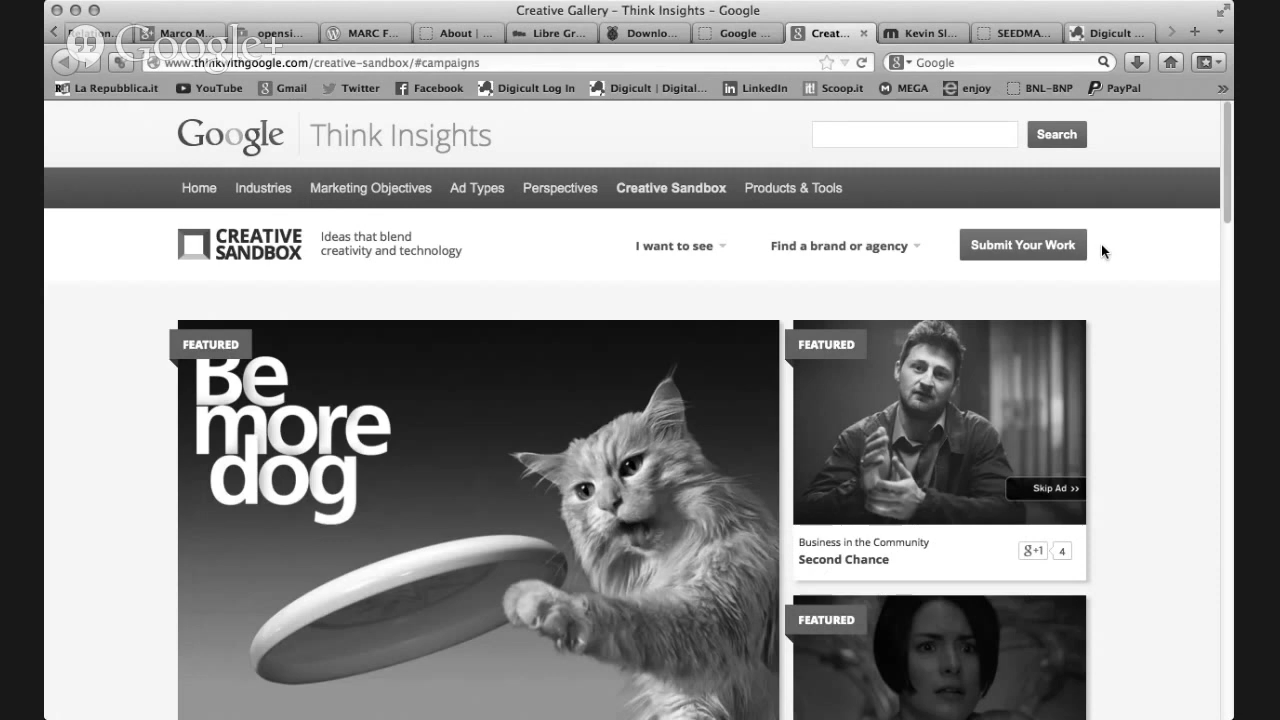 Creative Gallery - Think Insights - Google
Marco M... opensi... MARC F... About | ... Libre Gr... Downlo... Google ... Creat... Kevin Sl... SEEDMA... Digicult ...
Google+
www.thinkwithgoogle.com/creative-sandbox/#campaigns
Google
La Repubblica.it YouTube Gmail Twitter Facebook Digicult Log In Digicult | Digital... LinkedIn Scoop.it MEGA enjoy BNL-BNP PayPal
Google Think Insights
Search
Home Industries Marketing Objectives Ad Types Perspectives Creative Sandbox Products & Tools
CREATIVE
SANDBOX
Ideas that blend
creativity and technology
I want to see
Find a brand or agency
Submit Your Work
FEATURED
Be
more
dog
FEATURED
Skip Ad >>
Business in the Community
Second Chance
g+1 4
FEATURED